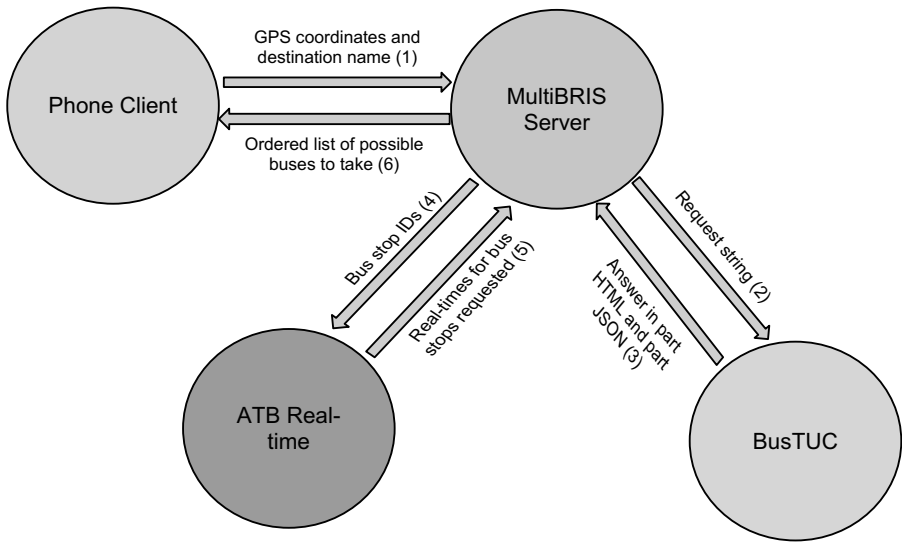 GPS coordinates and
destination name (1)
Phone Client
MultiBRIS
Server
Ordered list of possible
buses to take (6)
Bus stop IDs (4)
Real-times for bus
stops requested (5)
Request string (2)
Answer in part
HTML and part
JSON (3)
ATB Real-
time
BusTUC